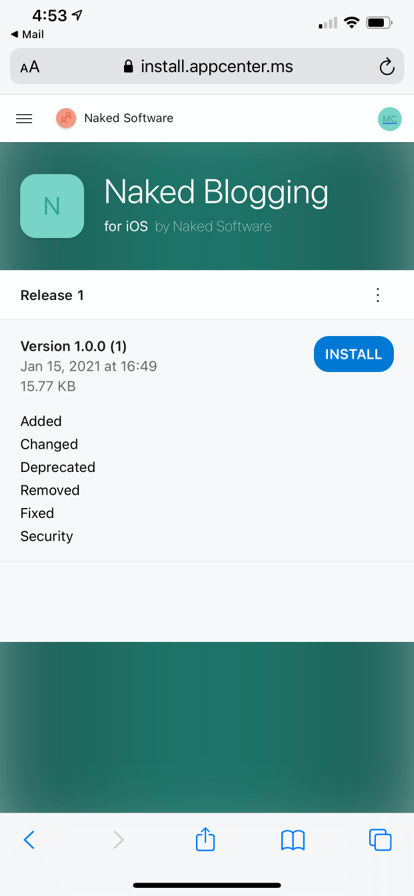 4:53
◀ Mail
AA install.appcenter.ms
Naked Software
MC
N
Naked Blogging
for iOS by Naked Software
Release 1
Version 1.0.0 (1)
INSTALL
Jan 15, 2021 at 16:49
15.77 KB
Added
Changed
Deprecated
Removed
Fixed
Security